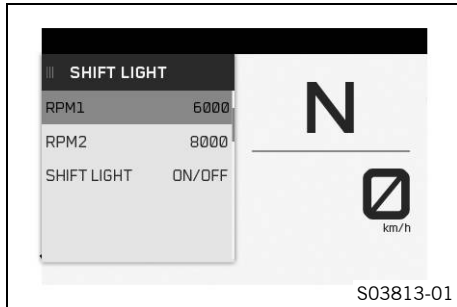 SHIFT LIGHT
RPM1 6000
RPM2 8000
SHIFT LIGHT ON/OFF
N
0
km/h
S03813-01